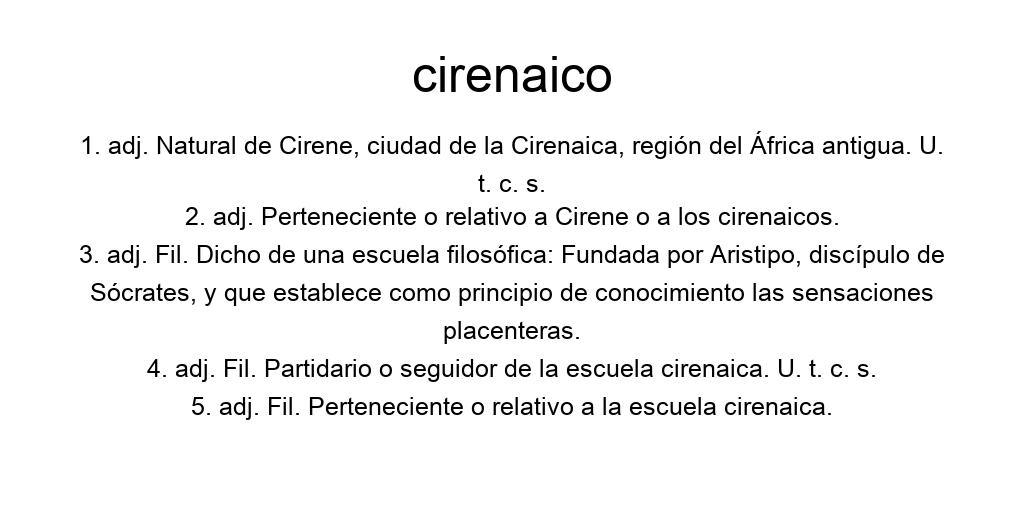 cirenaico
1. adj. Natural de Cirene, ciudad de la Cirenaica, región del África antigua. U.
t. c. s.
2. adj. Perteneciente o relativo a Cirene o a los cirenaicos.
3. adj. Fil. Dicho de una escuela filosófica: Fundada por Aristipo, discípulo de
Sócrates, y que establece como principio de conocimiento las sensaciones
placenteras.
4. adj. Fil. Partidario o seguidor de la escuela cirenaica. U. t. c. s.
5. adj. Fil. Perteneciente o relativo a la escuela cirenaica.